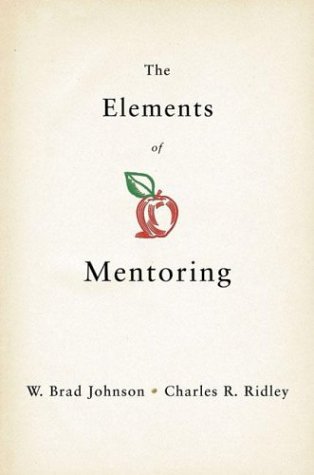 The
Elements
of
Mentoring
W. Brad Johnson • Charles R. Ridley